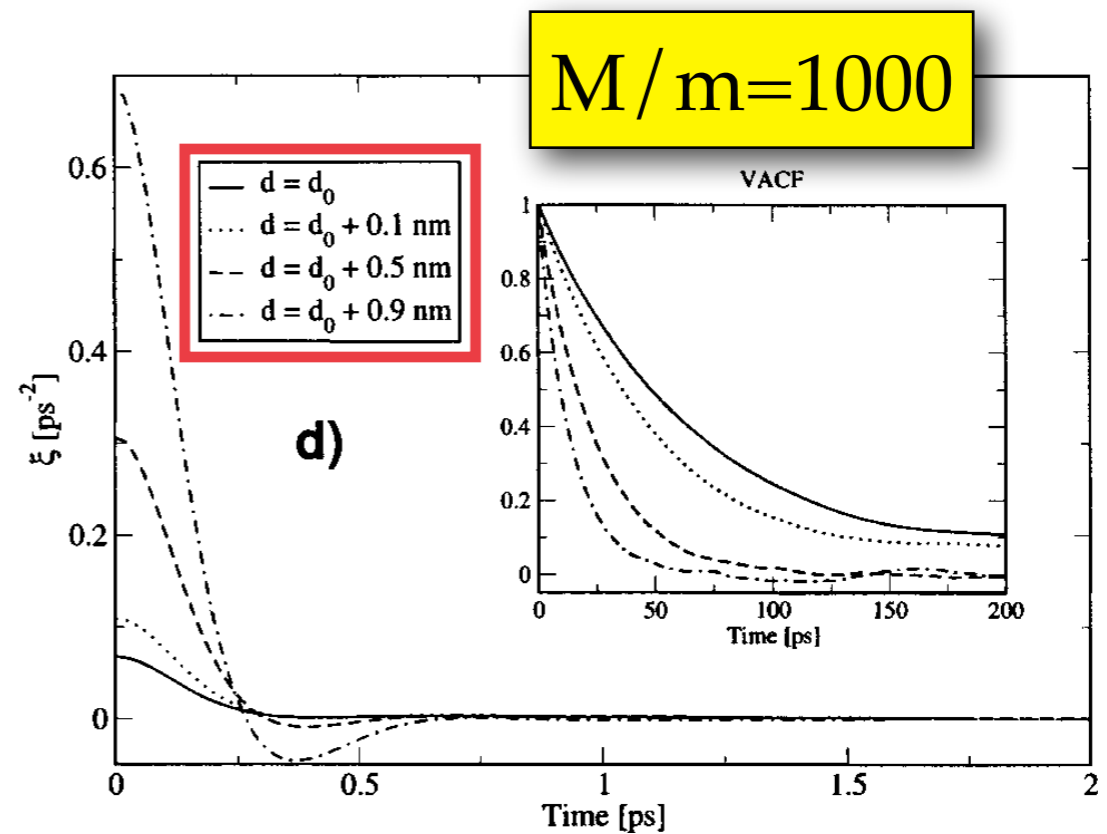 M/m=1000
d = d₀
d = d₀ + 0.1 nm
d = d₀ + 0.5 nm
d = d₀ + 0.9 nm
d)
ξ [ps⁻²]
0.6
0.4
0.2
0
0
0.5
1
1.5
2
Time [ps]
VACF
1
0.8
0.6
0.4
0.2
0
0
50
100
150
200
Time [ps]